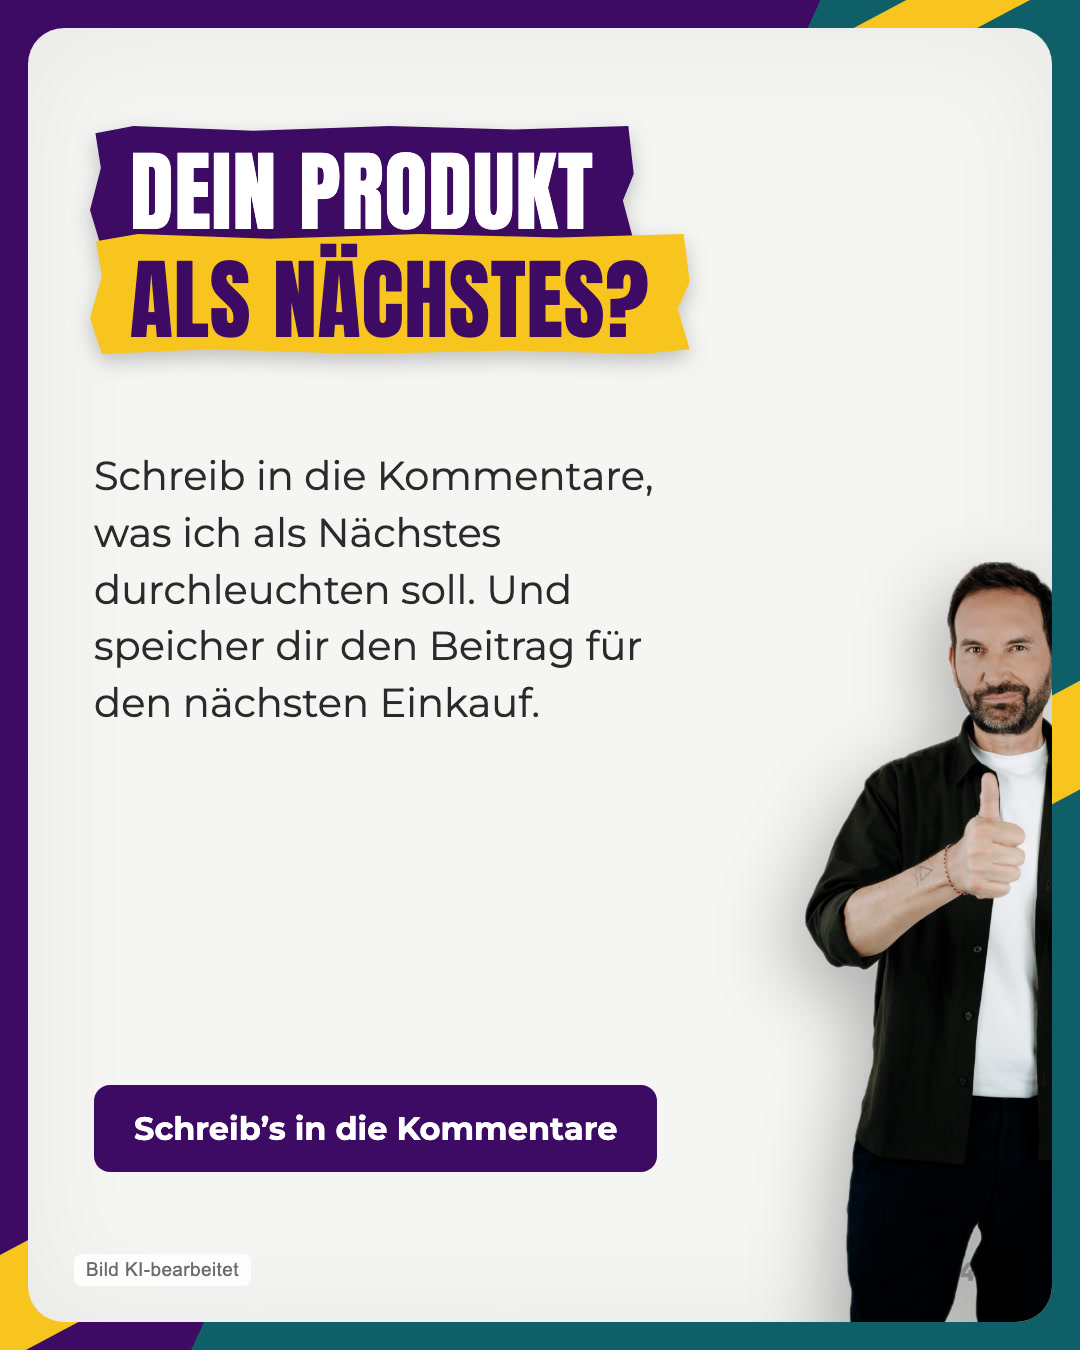 DEIN PRODUKT
ALS NÄCHSTES?
Schreib in die Kommentare,
was ich als Nächstes
durchleuchten soll. Und
speicher dir den Beitrag für
den nächsten Einkauf.
Schreib’s in die Kommentare
Bild KI-bearbeitet